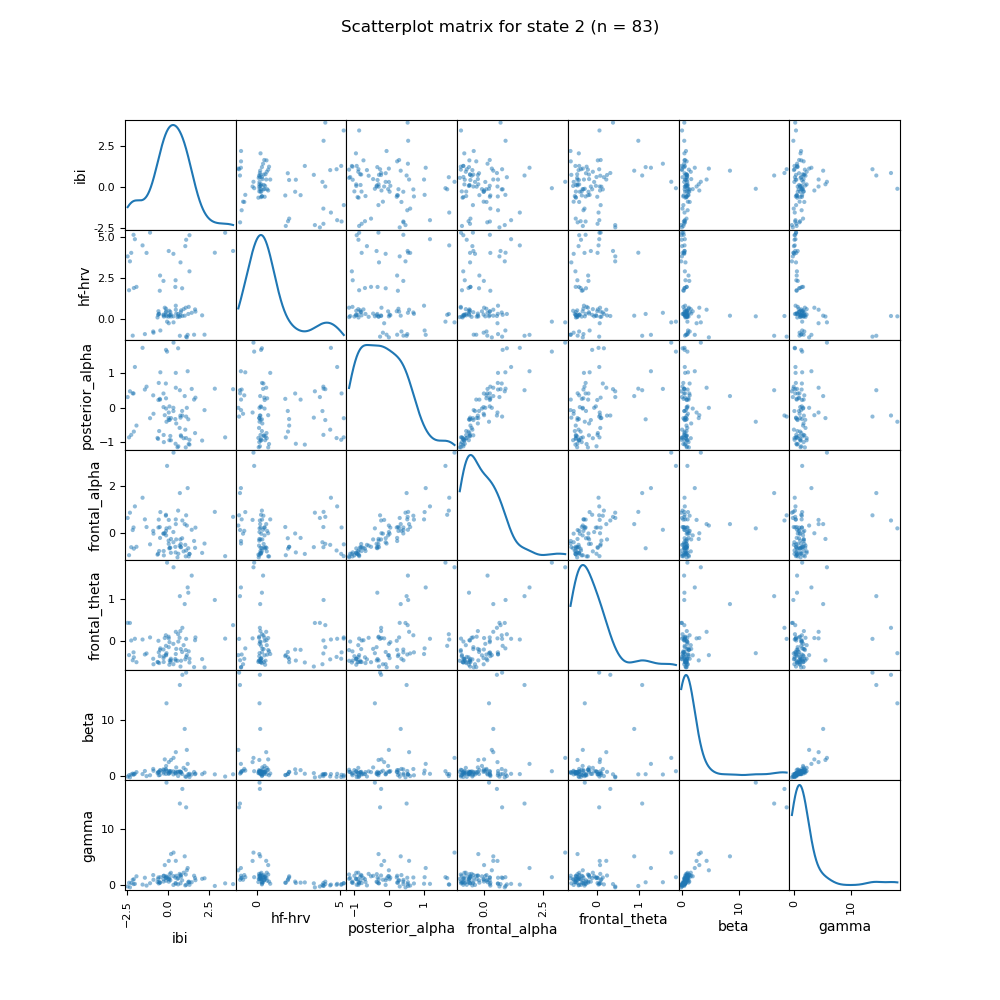 Scatterplot matrix for state 2 (n = 83)
ibi
2.5
0.0
−2.5
hf-hrv
5.0
2.5
0.0
posterior_alpha
1
0
−1
frontal_alpha
2
0
frontal_theta
1
0
beta
10
0
gamma
10
0
−2.5 0.0 2.5 0 5 −1 0 1 0.0 2.5 0 1 0 10 0 10
ibi hf-hrv posterior_alpha frontal_alpha frontal_theta beta gamma